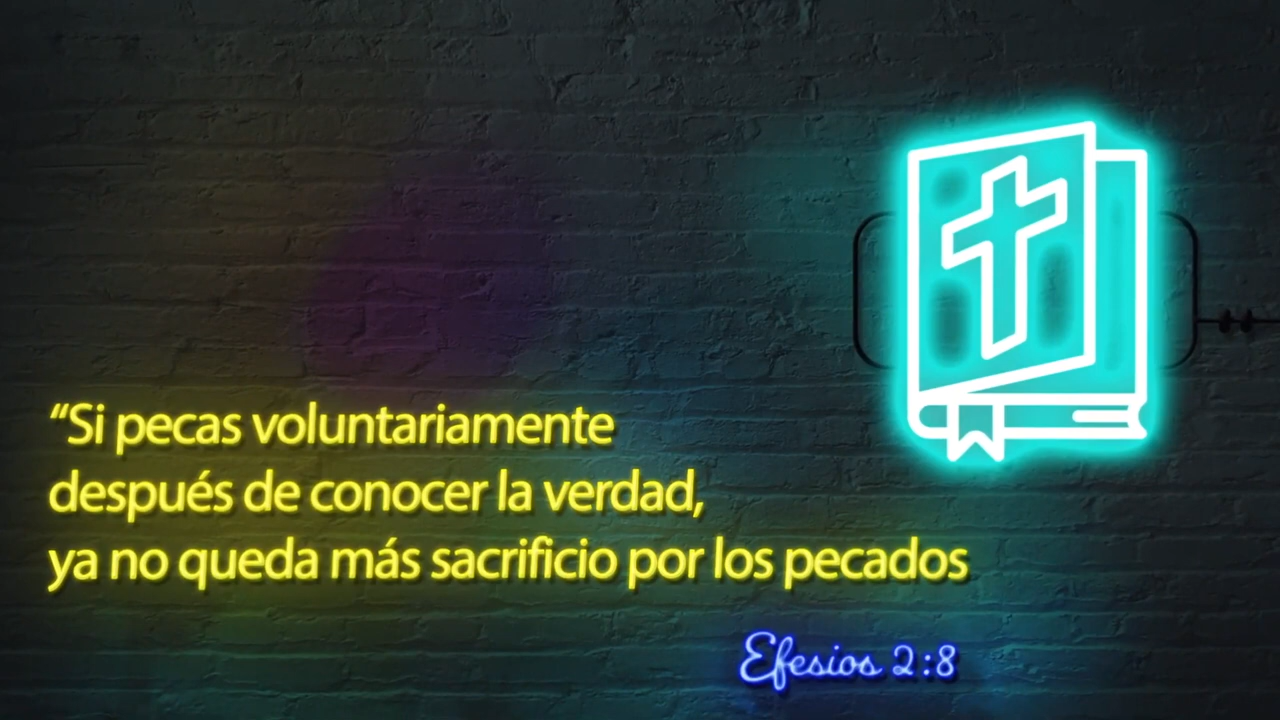 “Si pecas voluntariamente
después de conocer la verdad,
ya no queda más sacrificio por los pecados
Efesios 2:8